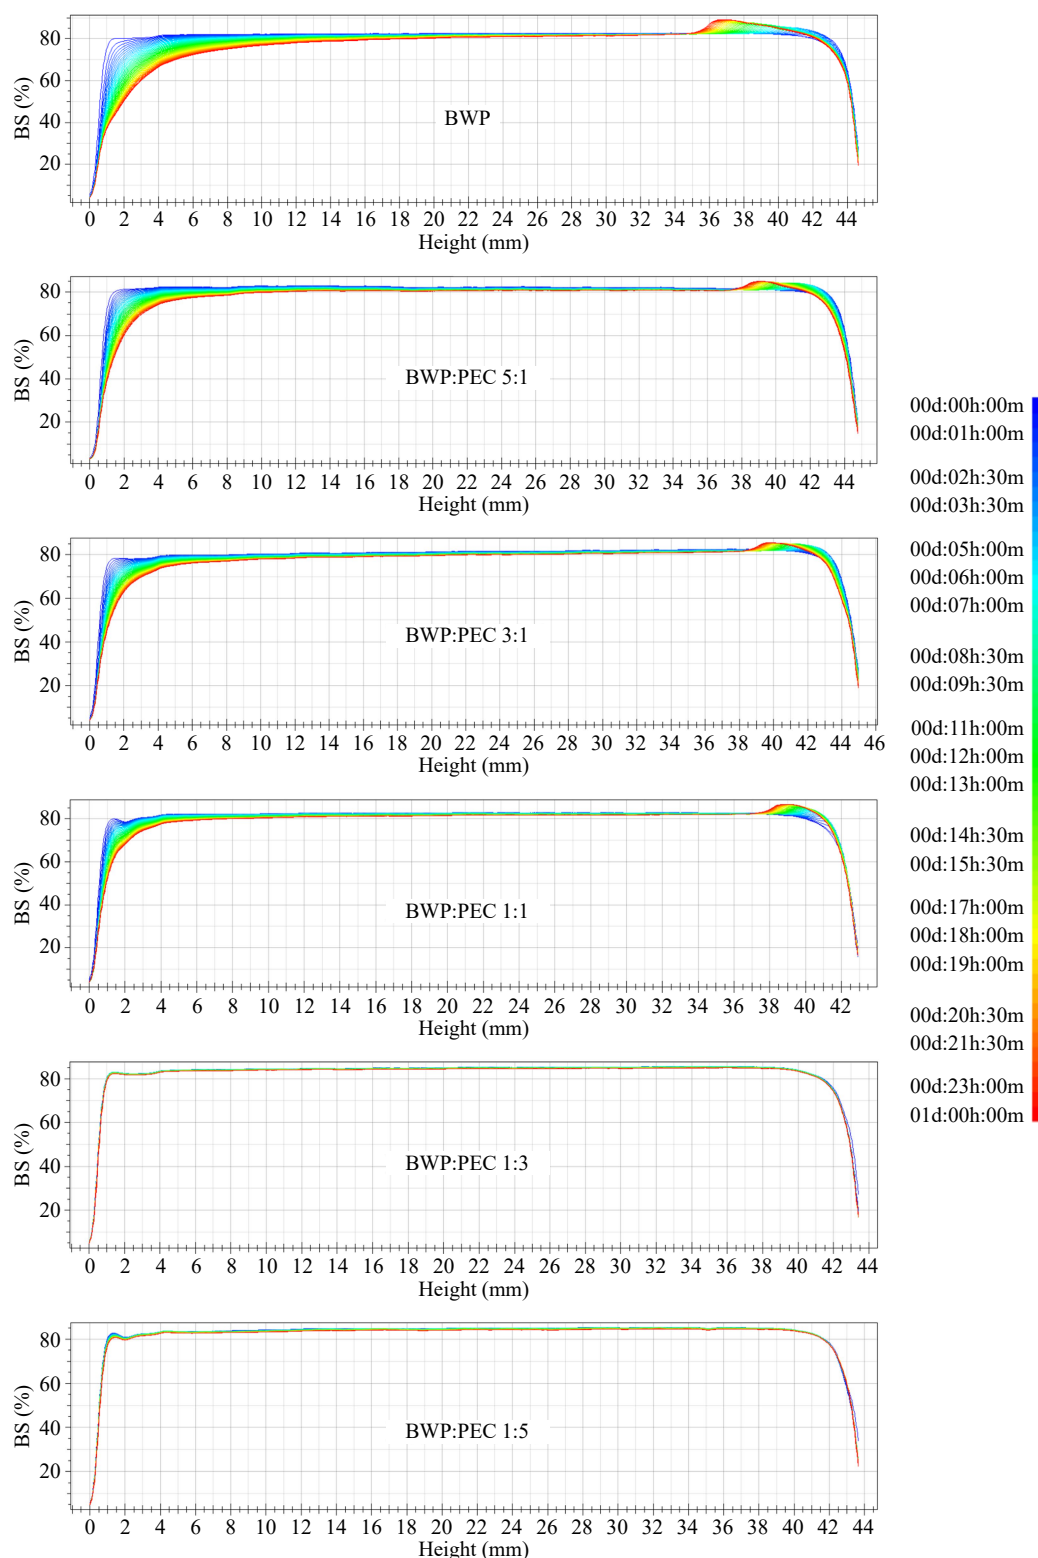 80
60
40
20
BS (%)
BWP
0 2 4 6 8 10 12 14 16 18 20 22 24 26 28 30 32 34 36 38 40 42 44
Height (mm)
80
60
40
20
BS (%)
BWP:PEC 5:1
0 2 4 6 8 10 12 14 16 18 20 22 24 26 28 30 32 34 36 38 40 42 44
Height (mm)
80
60
40
20
BS (%)
BWP:PEC 3:1
0 2 4 6 8 10 12 14 16 18 20 22 24 26 28 30 32 34 36 38 40 42 44 46
Height (mm)
80
60
40
20
BS (%)
BWP:PEC 1:1
0 2 4 6 8 10 12 14 16 18 20 22 24 26 28 30 32 34 36 38 40 42
Height (mm)
80
60
40
20
BS (%)
BWP:PEC 1:3
0 2 4 6 8 10 12 14 16 18 20 22 24 26 28 30 32 34 36 38 40 42 44
Height (mm)
80
60
40
20
BS (%)
BWP:PEC 1:5
0 2 4 6 8 10 12 14 16 18 20 22 24 26 28 30 32 34 36 38 40 42 44
Height (mm)
00d:00h:00m
00d:01h:00m
00d:02h:30m
00d:03h:30m
00d:05h:00m
00d:06h:00m
00d:07h:00m
00d:08h:30m
00d:09h:30m
00d:11h:00m
00d:12h:00m
00d:13h:00m
00d:14h:30m
00d:15h:30m
00d:17h:00m
00d:18h:00m
00d:19h:00m
00d:20h:30m
00d:21h:30m
00d:23h:00m
01d:00h:00m